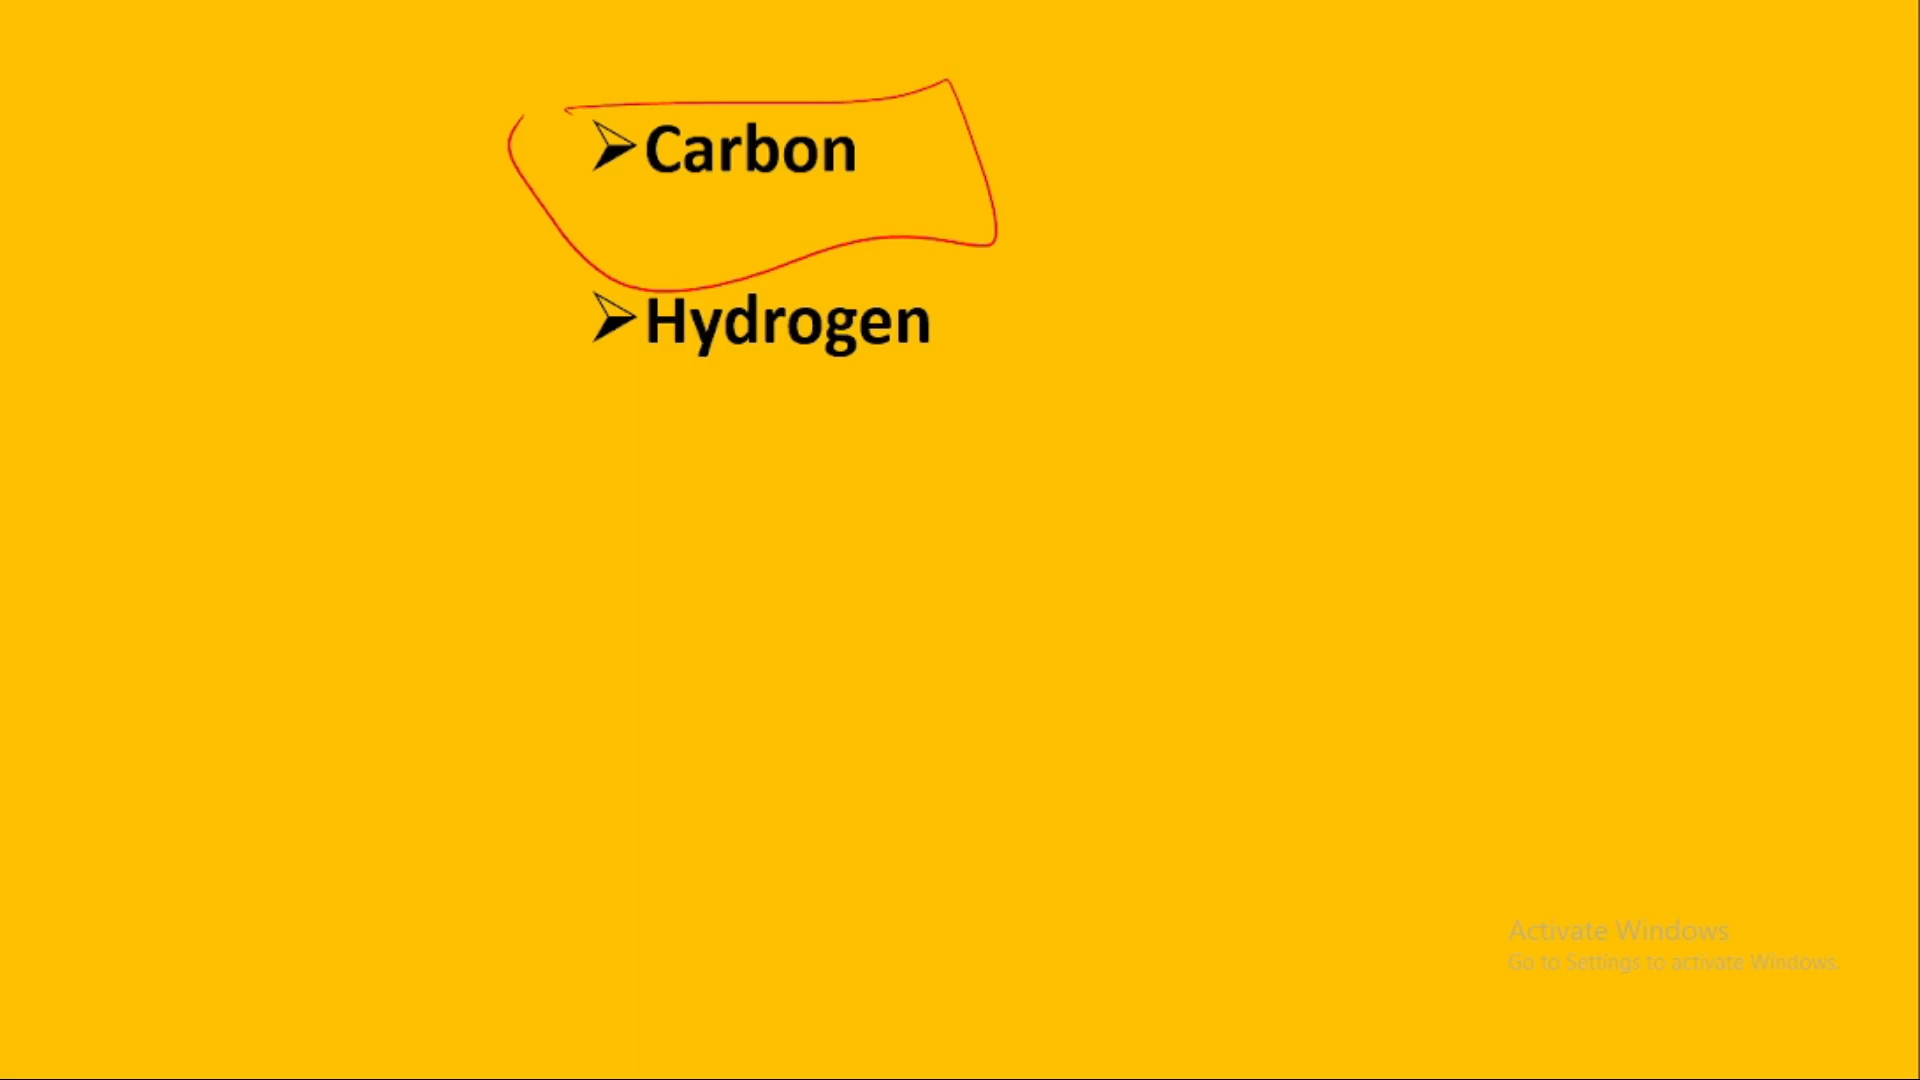 ➢Carbon
➢Hydrogen
Activate Windows
Go to Settings to activate Windows.